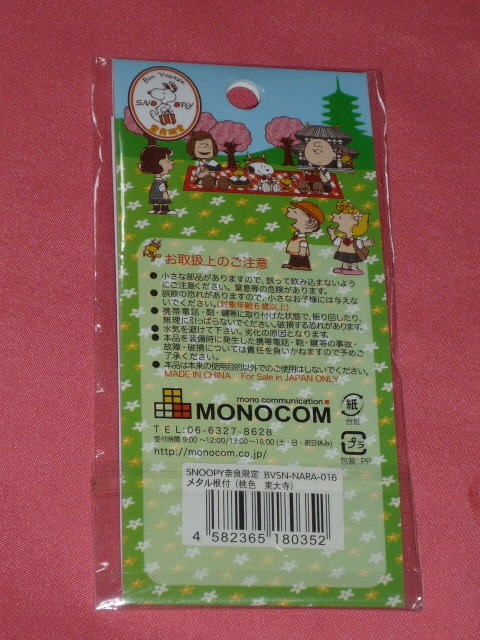 Bon Voyage
SNOOPY
お取扱上のご注意
● 小さな部品がありますので、誤って飲み込まないよう
にご注意ください。窒息等の危険があります。
● 誤飲の恐れがありますので、小さなお子様には与えな
いでください。(対象年齢6歳以上)
● 携帯電話・鞄・鍵等に取り付けた状態で、振り回したり、
無理に引っぱらないでください。破損する恐れがあります。
● 水気を避けて下さい。劣化の原因となります。
● 本品を装備時に発生した携帯電話・鞄・鍵等の事故・
故障・破損については責任を負いかねますので予めご
了承ください。
● 本品は本来の使用目的以外でのご使用はしないでください。
MADE IN CHINA For Sale in JAPAN ONLY
mono communication
MONOCOM
TEL:06-6327-8628
受付時間 9:00~12:00/13:00~18:00 (土・日・祝日休み)
http://monocom.co.jp/
紙
台紙
プラ
包装:PP
SNOOPY奈良限定 BVSN-NARA-016
メタル根付(桃色 東大寺)
4 582365 180352